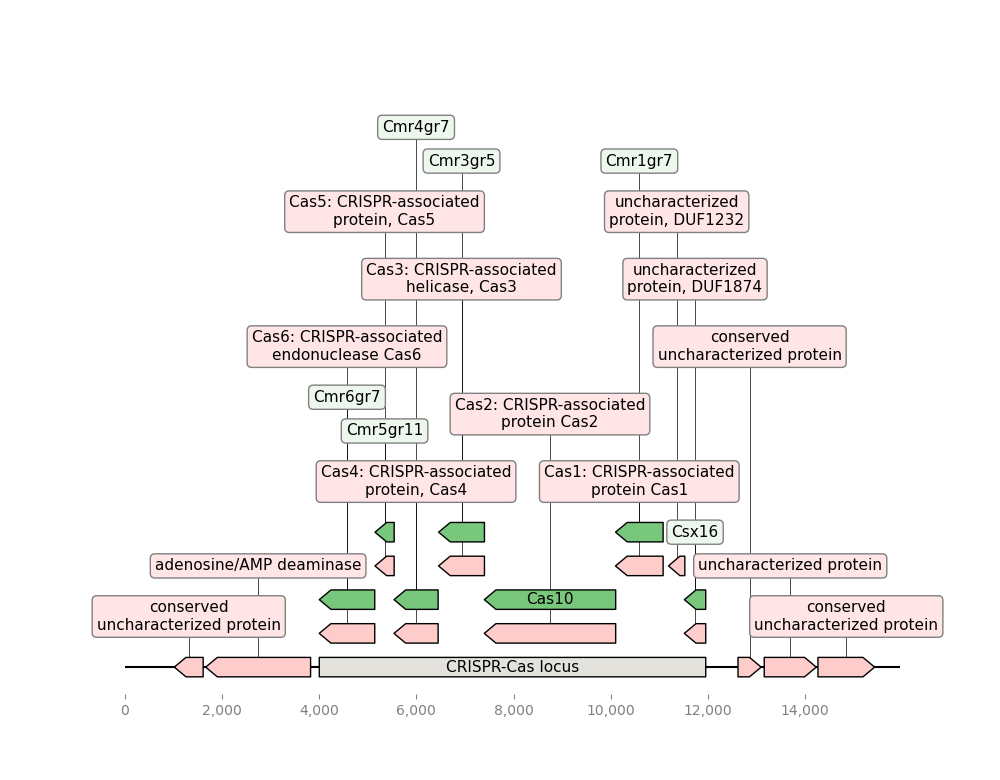 Cmr4gr7
Cmr3gr5
Cmr1gr7
Cas5: CRISPR-associated
protein, Cas5
uncharacterized
protein, DUF1232
Cas3: CRISPR-associated
helicase, Cas3
uncharacterized
protein, DUF1874
Cas6: CRISPR-associated
endonuclease Cas6
conserved
uncharacterized protein
Cmr6gr7
Cas2: CRISPR-associated
protein Cas2
Cmr5gr11
Cas4: CRISPR-associated
protein, Cas4
Cas1: CRISPR-associated
protein Cas1
Csx16
adenosine/AMP deaminase
uncharacterized protein
Cas10
conserved
uncharacterized protein
conserved
uncharacterized protein
CRISPR-Cas locus
0
2,000
4,000
6,000
8,000
10,000
12,000
14,000